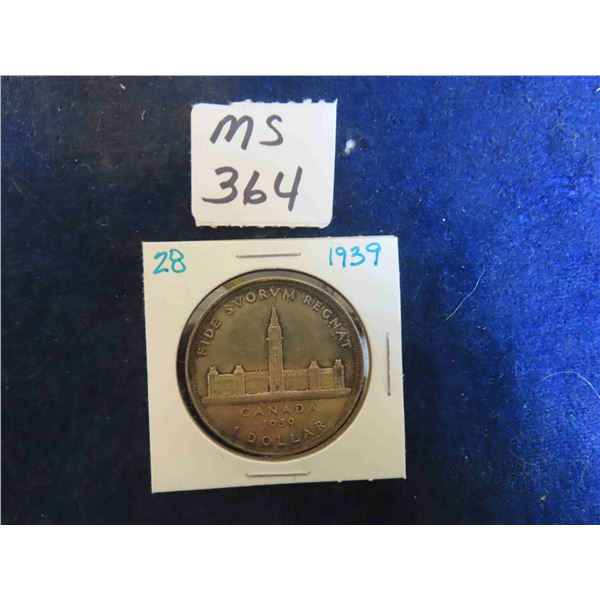 MS
364
28 1939
FIDE SVORVM REGNAT
CANADA
1939
1 DOLLAR